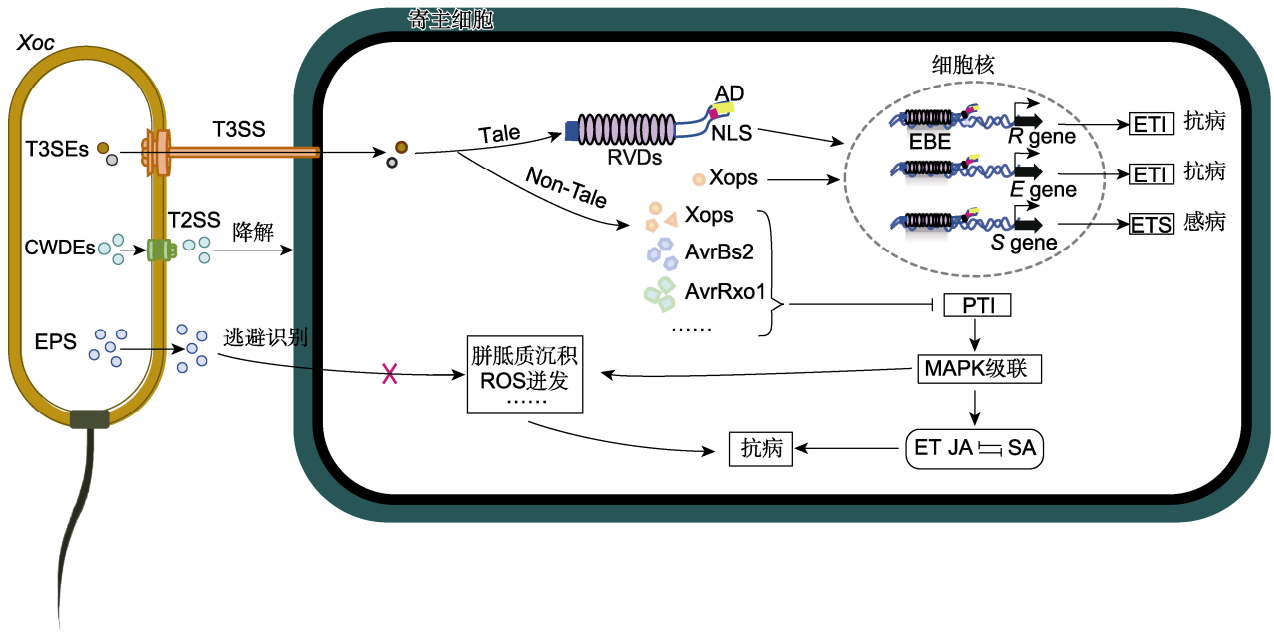 寄主细胞
Xoc
细胞核
T3SEs
T3SS
Tale
AD
NLS
RVDs
EBE
R gene
ETI 抗病
Non-Tale
Xops
E gene
ETI 抗病
Xops
S gene
ETS 感病
CWDEs
T2SS
降解
AvrBs2
AvrRxo1
……
PTI
EPS
逃避识别
胼胝质沉积
ROS迸发
……
MAPK级联
抗病
ET JA SA